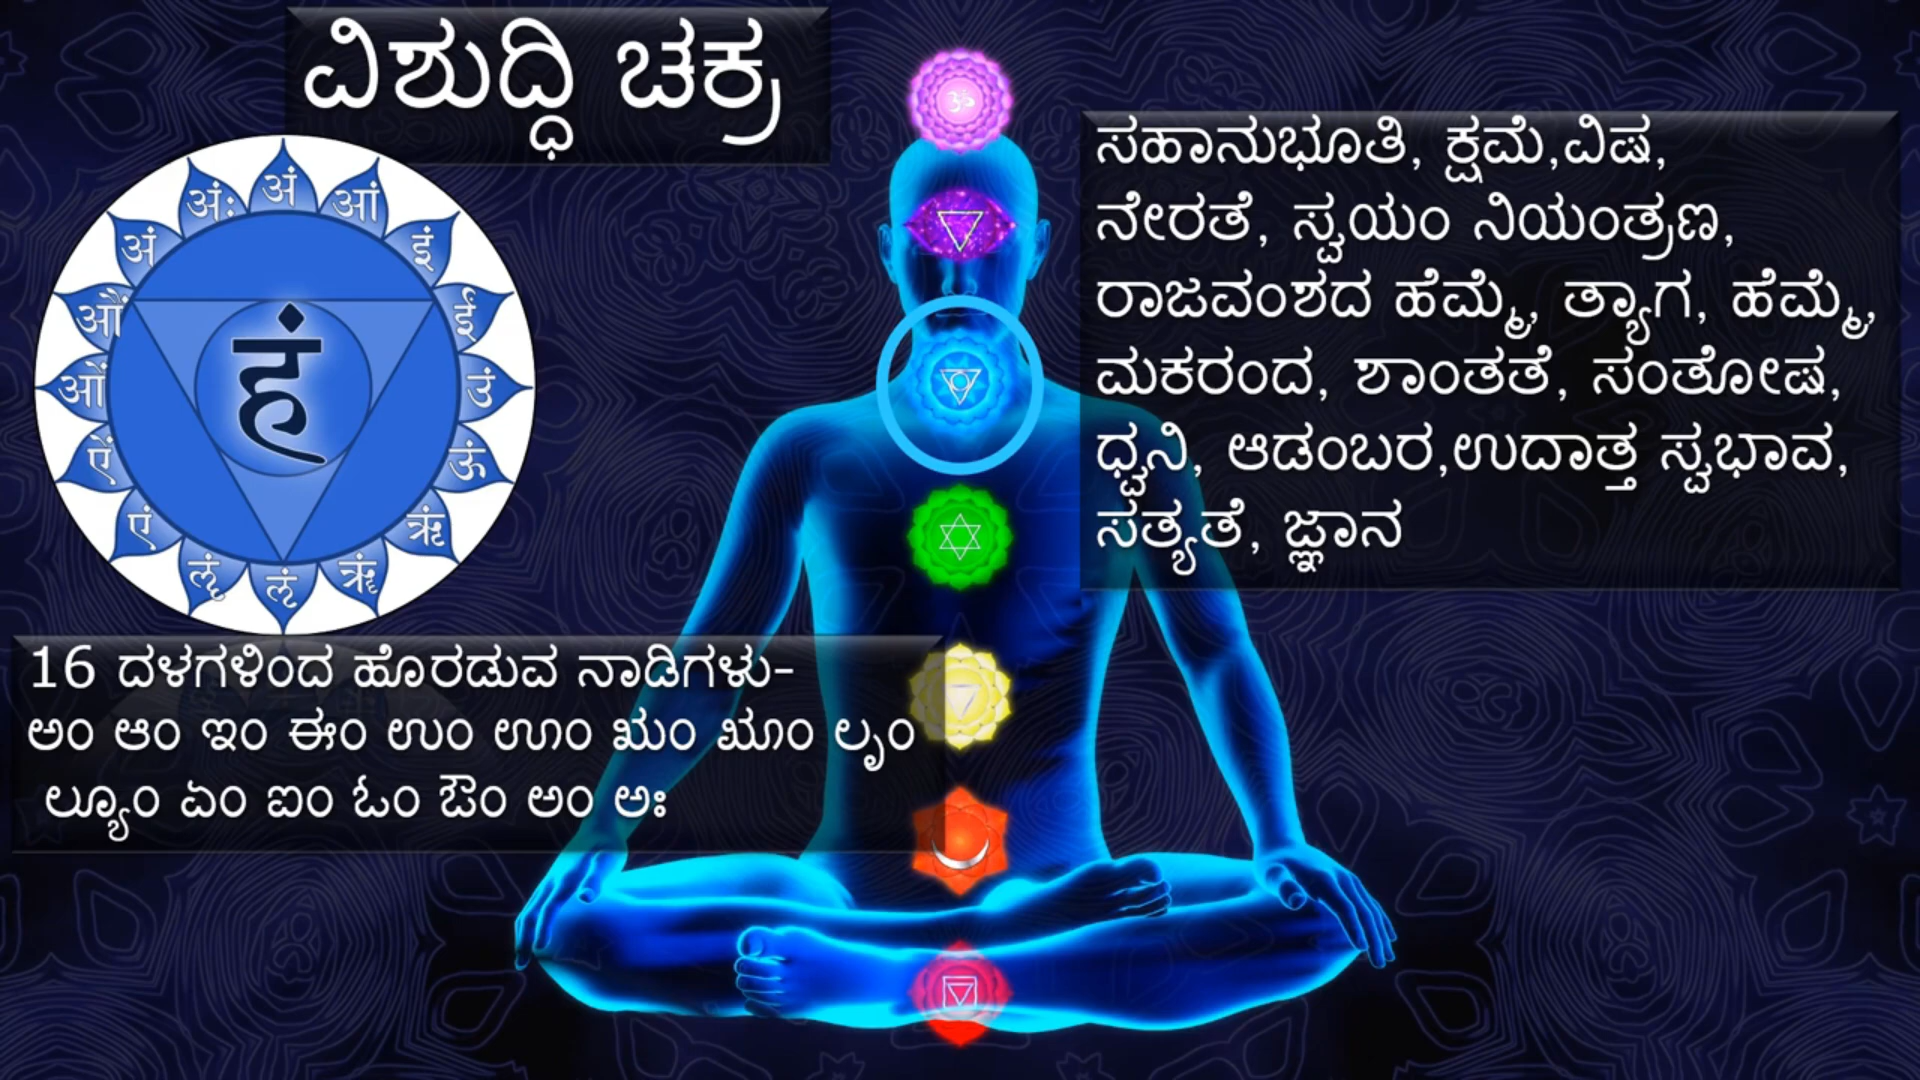 ವಿಶುದ್ಧಿ ಚಕ್ರ
ॐ
अं
आं
इं
ईं
उं
ऊं
ऋं
ॠं
लृं
ॡं
एं
ऐं
ओं
औं
अं
अंः
हं
ಸಹಾನುಭೂತಿ, ಕ್ಷಮೆ,ವಿಷ,
ನೇರತೆ, ಸ್ವಯಂ ನಿಯಂತ್ರಣ,
ರಾಜವಂಶದ ಹೆಮ್ಮೆ, ತ್ಯಾಗ, ಹೆಮ್ಮೆ,
ಮಕರಂದ, ಶಾಂತತೆ, ಸಂತೋಷ,
ಧ್ವನಿ, ಆಡಂಬರ,ಉದಾತ್ತ ಸ್ವಭಾವ,
ಸತ್ಯತೆ, ಜ್ಞಾನ
16 ದಳಗಳಿಂದ ಹೊರಡುವ ನಾಡಿಗಳು-
ಅಂ ಆಂ ಇಂ ಈಂ ಉಂ ಊಂ ಋಂ ೠಂ ಲೃಂ
ಲ್ಯೂಂ ಏಂ ಐಂ ಓಂ ಔಂ ಅಂ ಅಃ